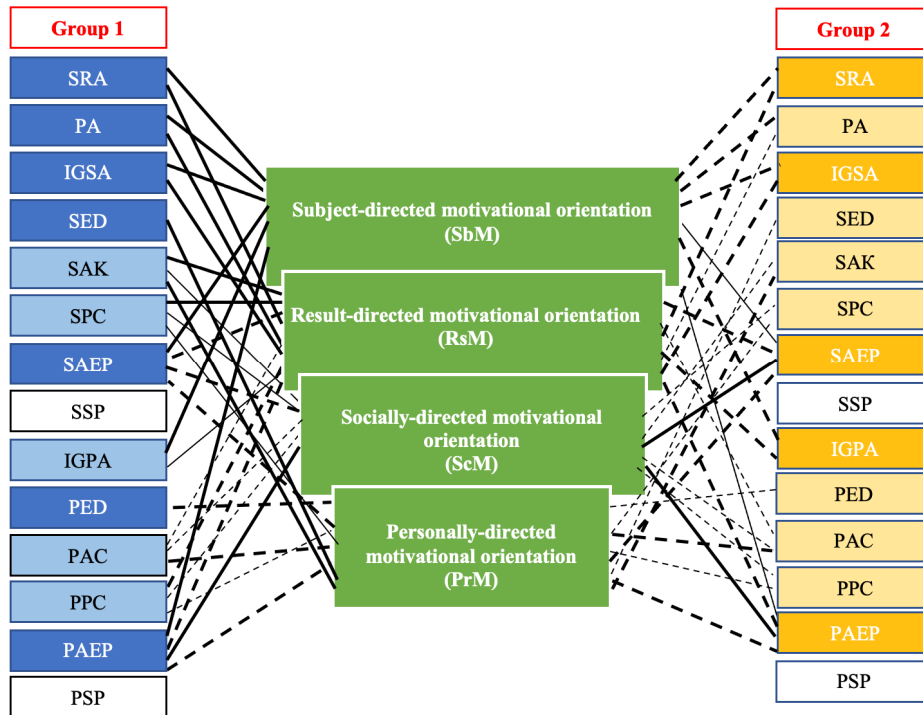 Group 1
SRA
PA
IGSA
SED
SAK
SPC
SAEP
SSP
IGPA
PED
PAC
PPC
PAEP
PSP
Subject-directed motivational orientation
(SbM)
Result-directed motivational orientation
(RsM)
Socially-directed motivational
orientation
(ScM)
Personally-directed
motivational orientation
(PrM)
Group 2
SRA
PA
IGSA
SED
SAK
SPC
SAEP
SSP
IGPA
PED
PAC
PPC
PAEP
PSP